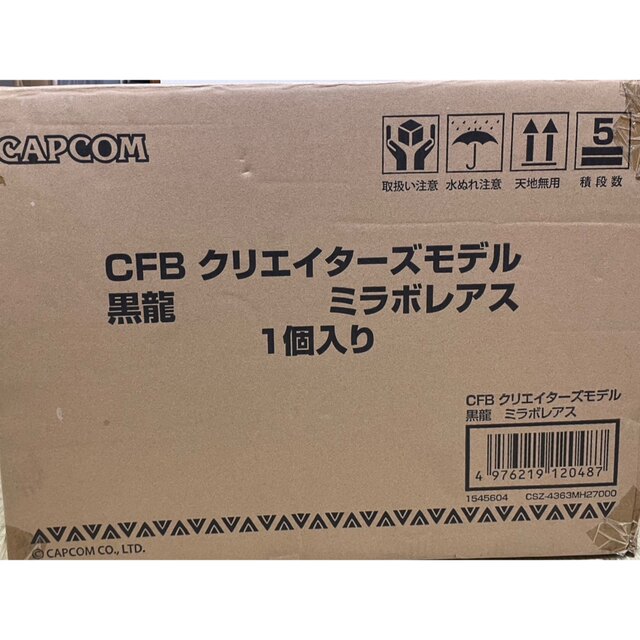 CAPCOM
5
取扱い注意 水ぬれ注意 天地無用 積段数
CFB クリエイターズモデル
黒龍 ミラボレアス
1個入り
CFB クリエイターズモデル
黒龍 ミラボレアス
4 976219 120487
1545604 CSZ-4363MH27000
© CAPCOM CO., LTD.